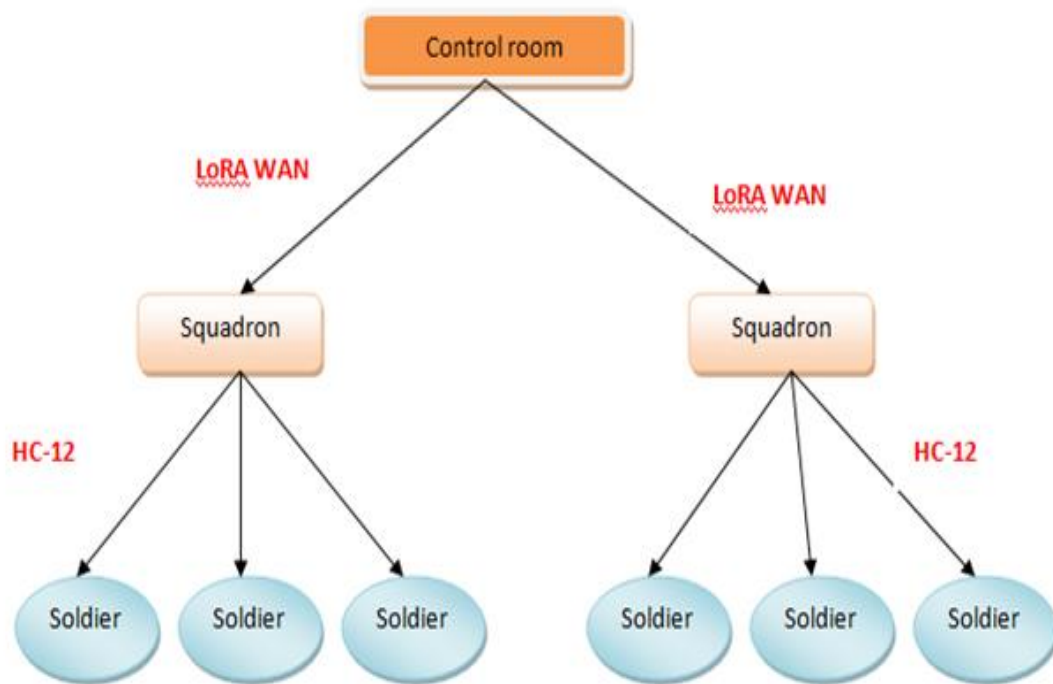 Control room
LoRA WAN
LoRA WAN
Squadron
Squadron
HC-12
HC-12
Soldier
Soldier
Soldier
Soldier
Soldier
Soldier